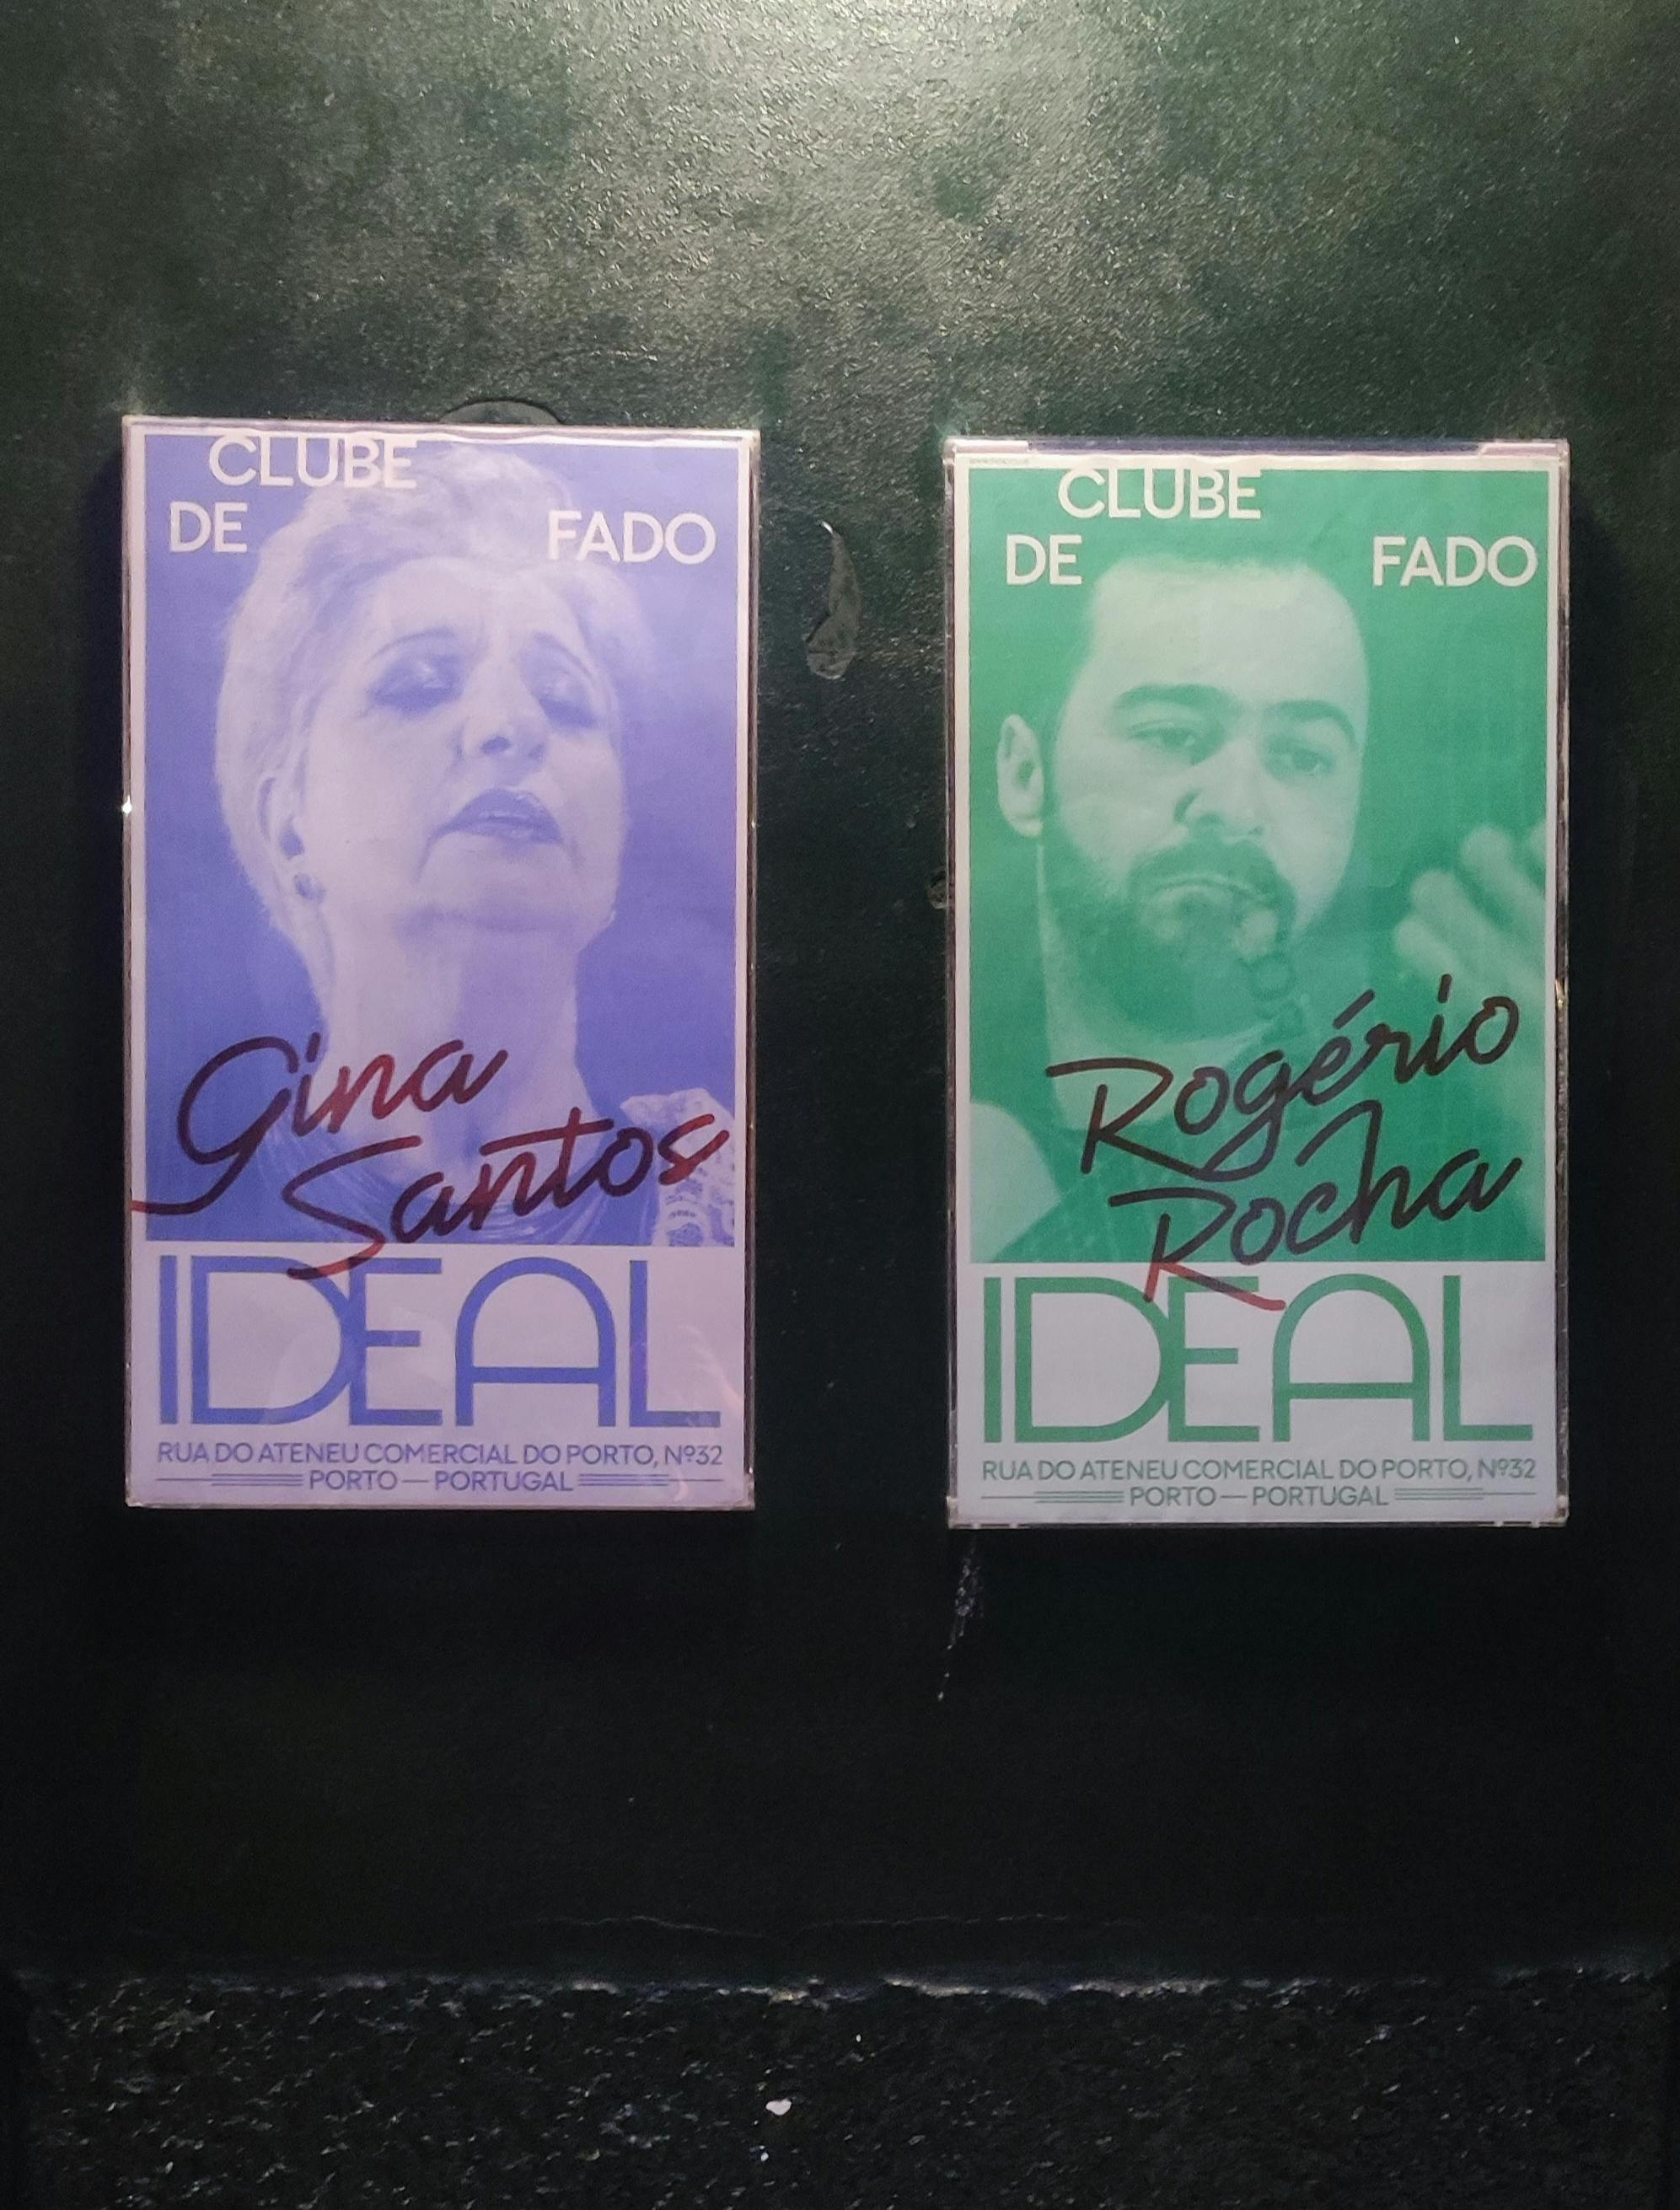 CLUBE
DE FADO
Gina
Santos
IDEAL
RUA DO ATENEU COMERCIAL DO PORTO, Nº32
PORTO — PORTUGAL
CLUBE
DE FADO
Rogério
Rocha
IDEAL
RUA DO ATENEU COMERCIAL DO PORTO, Nº32
PORTO — PORTUGAL